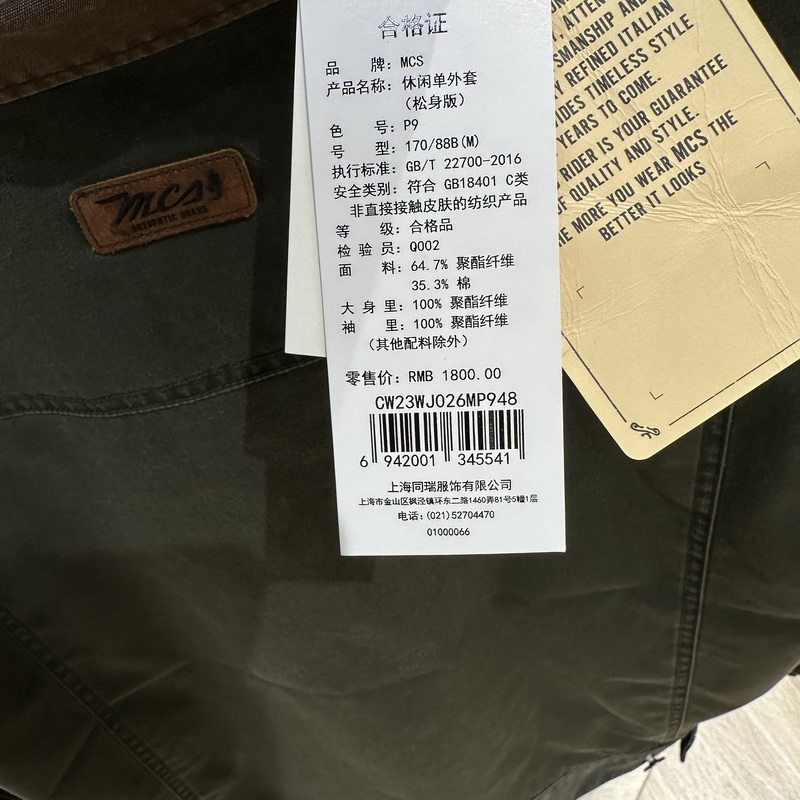 合格证
品 牌: MCS
产品名称: 休闲单外套
(松身版)
色 号: P9
号 型: 170/88B(M)
执行标准: GB/T 22700-2016
安全类别: 符合 GB18401 C类
非直接接触皮肤的纺织产品
等 级: 合格品
检 验 员: Q002
面 料: 64.7% 聚酯纤维
35.3% 棉
大 身 里: 100% 聚酯纤维
袖 里: 100% 聚酯纤维
(其他配料除外)
零售价: RMB 1800.00
CW23WJ026MP948
6 942001 345541
上海同瑞服饰有限公司
上海市金山区枫泾镇环东二路1460弄81号5幢1层
电话: (021)52704470
01000066
mcs
AUTHENTIC BRAND
SMANSHIP AND
REFINED ITALIAN
TIMELESS STYLE
YEARS TO COME.
RIDER IS YOUR GUARANTEE
OF QUALITY AND STYLE.
MORE YOU WEAR MCS THE
BETTER IT LOOKS